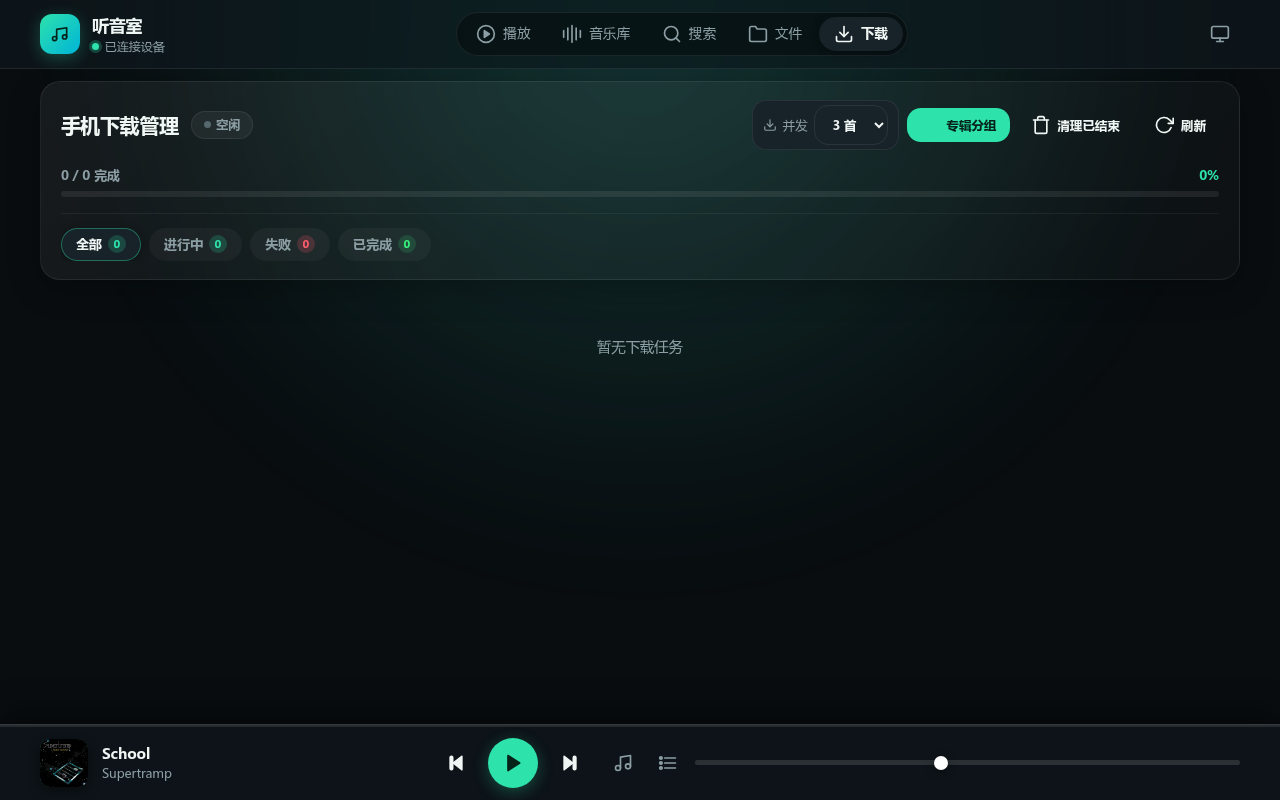 听音室
已连接设备
播放
音乐库
搜索
文件
下载
手机下载管理
空闲
并发
3 首
专辑分组
清理已结束
刷新
0 / 0 完成
0%
全部 0
进行中 0
失败 0
已完成 0
暂无下载任务
School
Supertramp